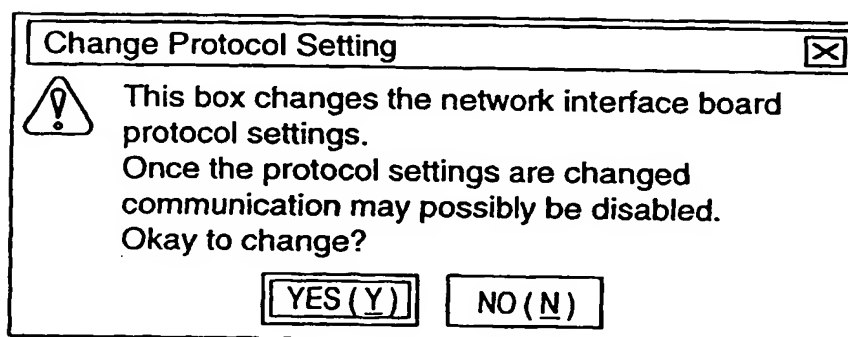 Change Protocol Setting
This box changes the network interface board
protocol settings.
Once the protocol settings are changed
communication may possibly be disabled.
Okay to change?
YES (Y) NO (N)